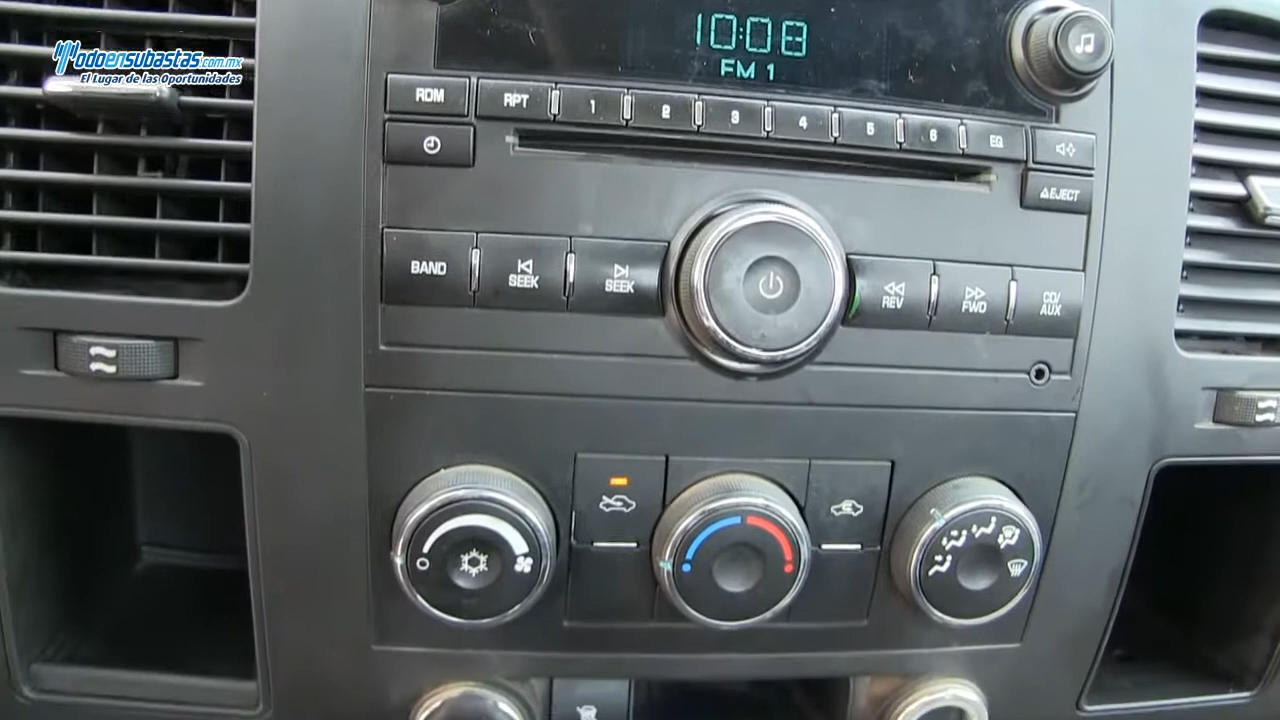 Todoensubastas.com.mx
El Lugar de las Oportunidades
10:08
FM 1
RDM
RPT
1
2
3
4
5
6
EQ
EJECT
BAND
SEEK
SEEK
REV
FWD
CD/
AUX